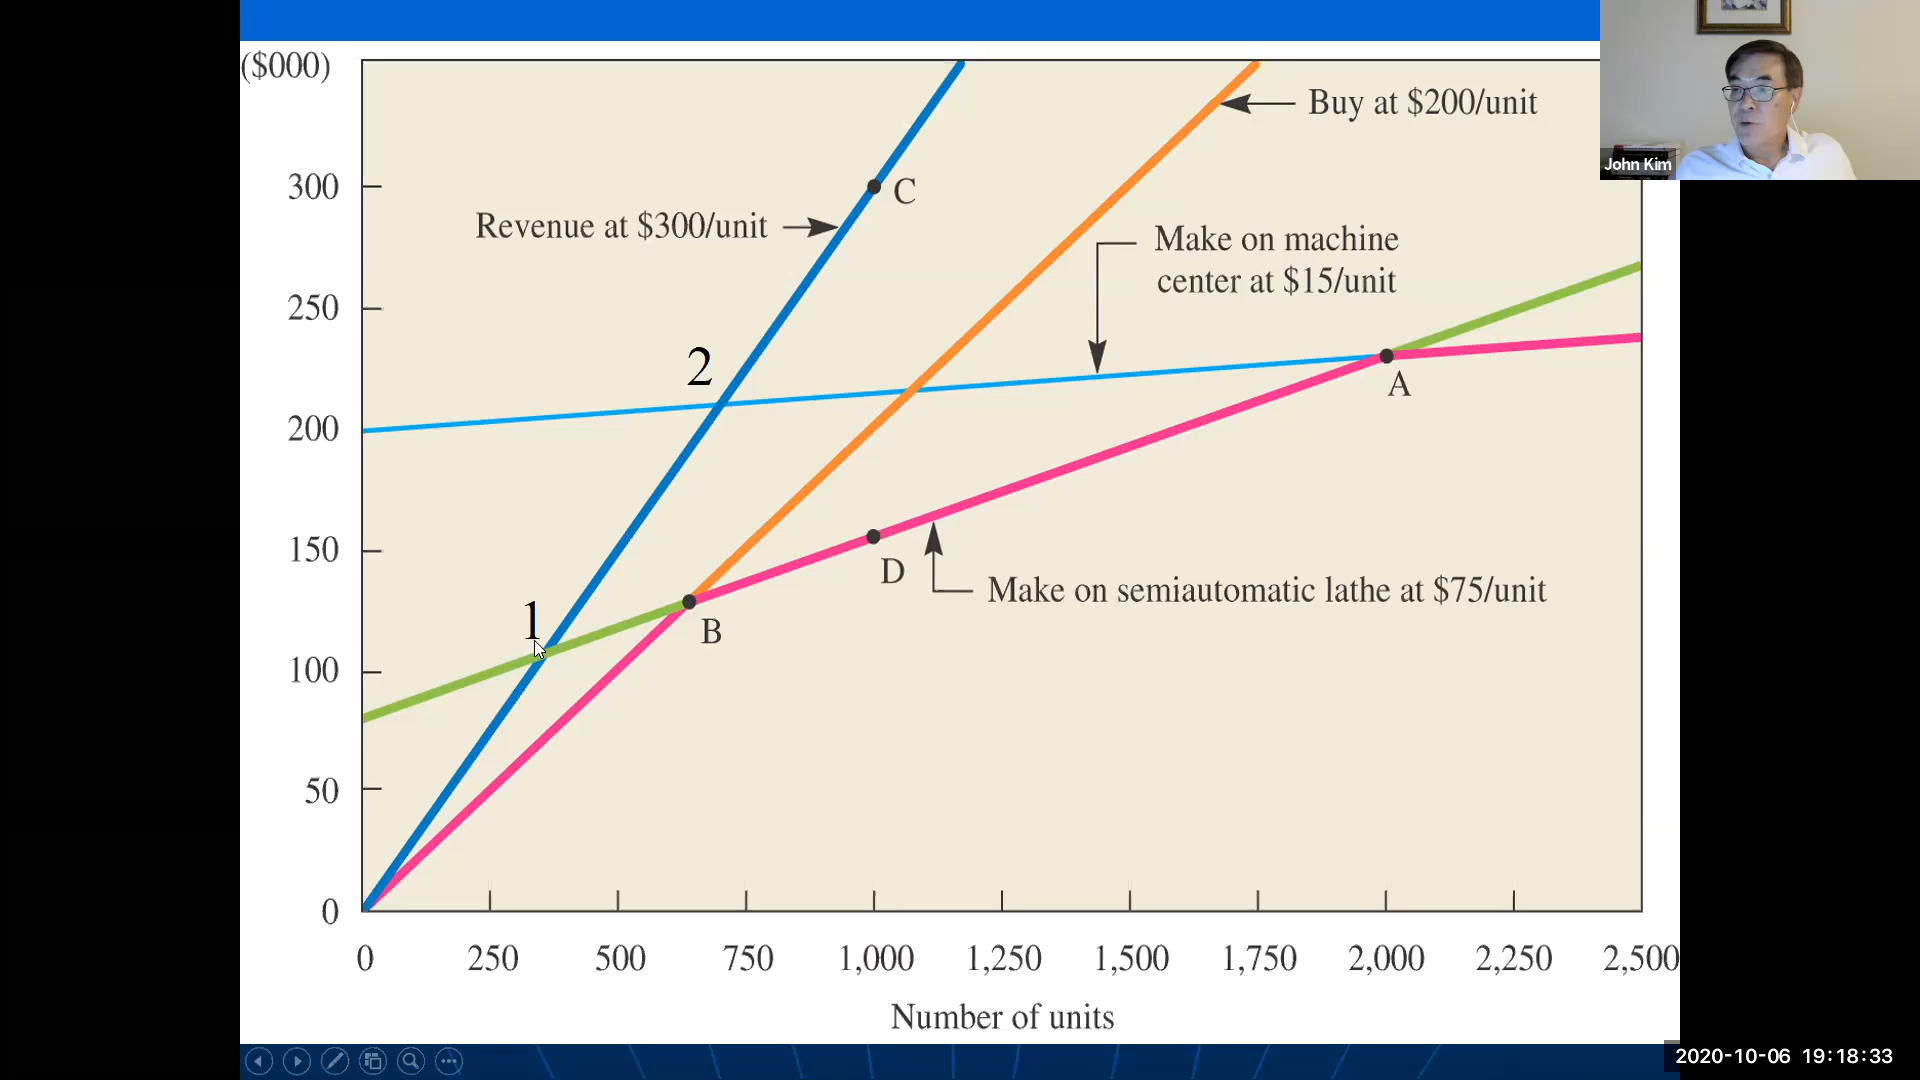 ($000)
Buy at $200/unit
John Kim
300
C
Revenue at $300/unit
Make on machine
center at $15/unit
250
2
A
200
150
D
Make on semiautomatic lathe at $75/unit
1
B
100
50
0
0 250 500 750 1,000 1,250 1,500 1,750 2,000 2,250 2,500
Number of units
2020-10-06 19:18:33